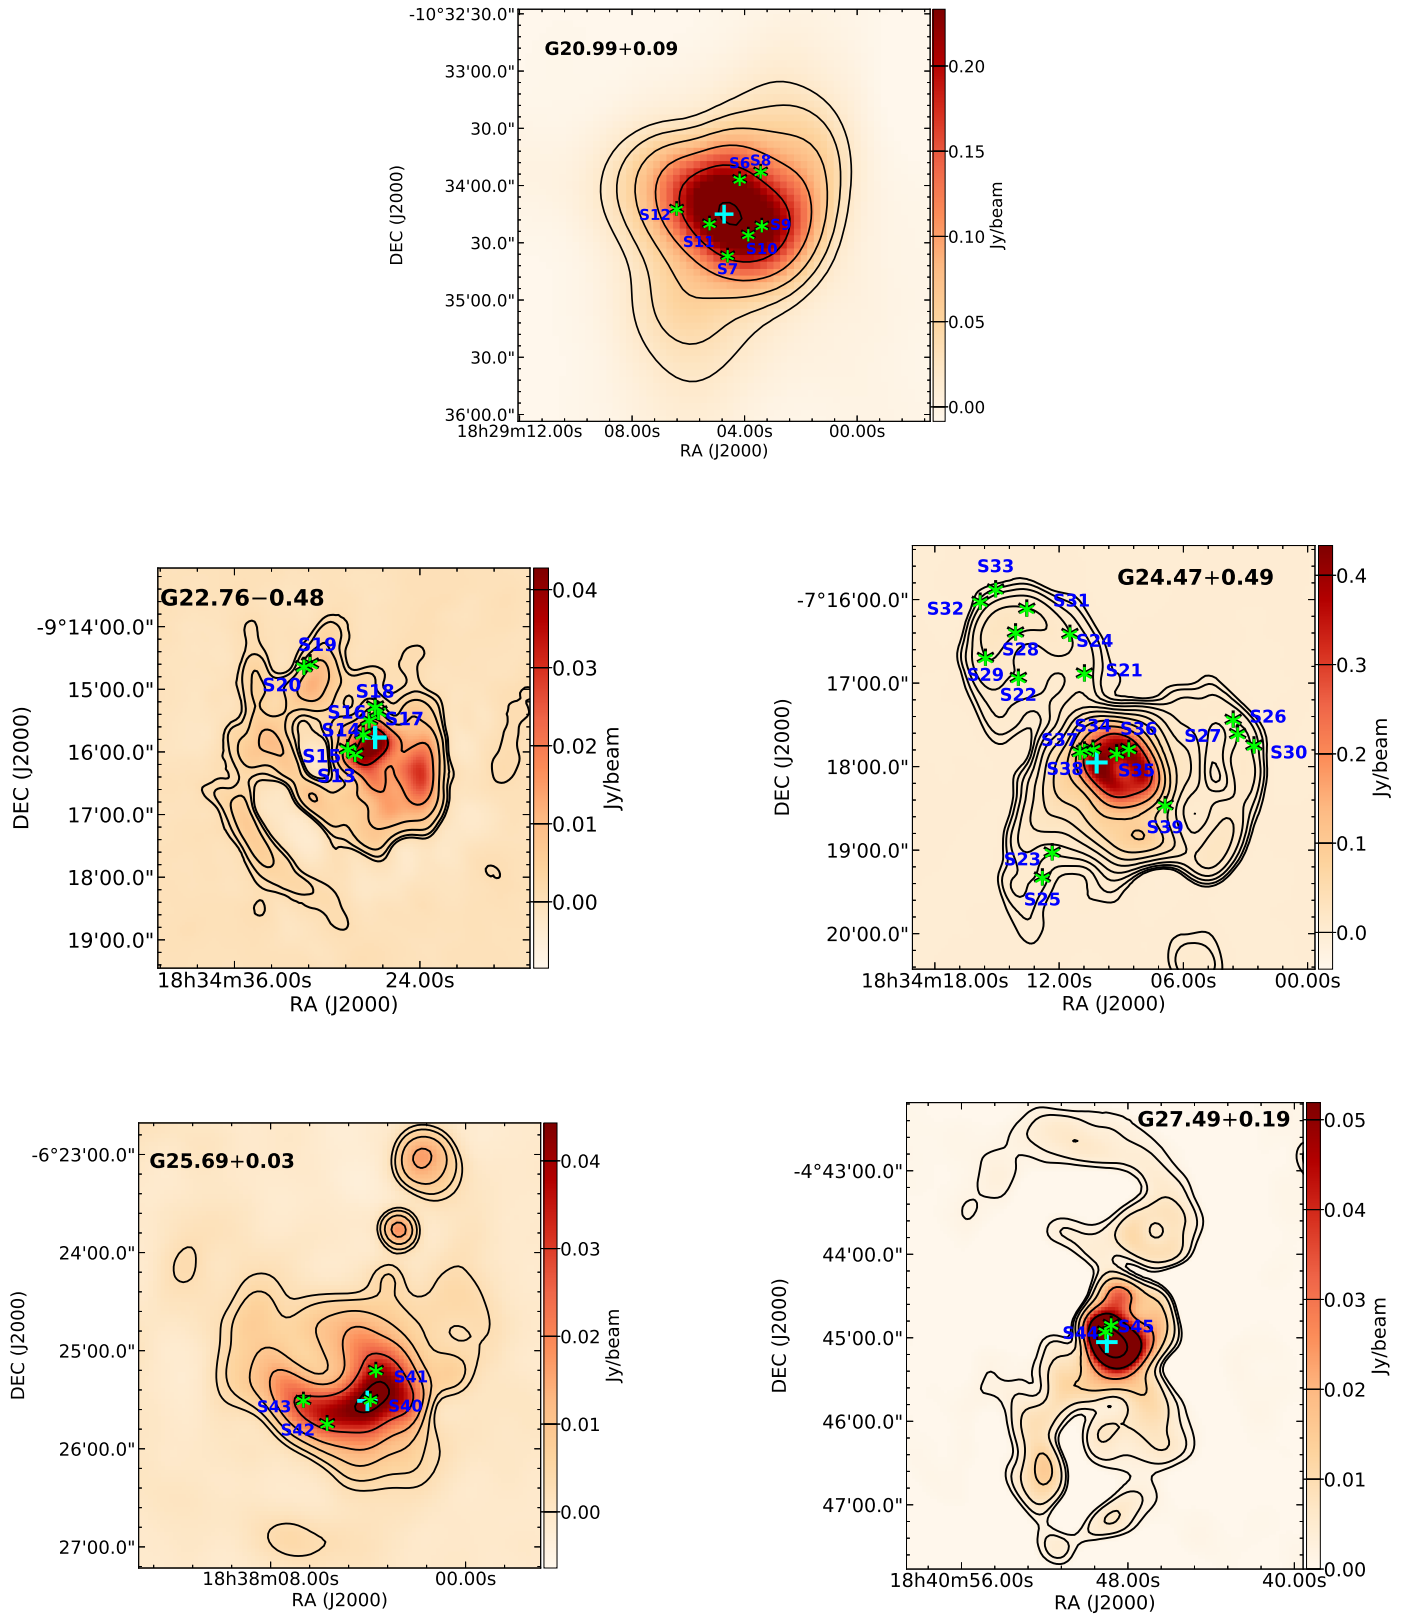 G20.99+0.09
-10°32'30.0"
33'00.0"
30.0"
34'00.0"
30.0"
35'00.0"
30.0"
36'00.0"
DEC (J2000)
S6
S8
S12
S9
S11
S10
S7
18h29m12.00s
08.00s
04.00s
00.00s
RA (J2000)
0.20
0.15
0.10
0.05
0.00
Jy/beam
G22.76−0.48
-9°14'00.0"
15'00.0"
16'00.0"
17'00.0"
18'00.0"
19'00.0"
DEC (J2000)
S19
S20
S18
S16
S17
S14
S15
S13
18h34m36.00s
24.00s
RA (J2000)
0.04
0.03
0.02
0.01
0.00
Jy/beam
G24.47+0.49
-7°16'00.0"
17'00.0"
18'00.0"
19'00.0"
20'00.0"
DEC (J2000)
S33
S32
S31
S24
S28
S29
S21
S22
S26
S34
S36
S27
S37
S30
S38
S35
S39
S23
S25
18h34m18.00s
12.00s
06.00s
00.00s
RA (J2000)
0.4
0.3
0.2
0.1
0.0
Jy/beam
G25.69+0.03
-6°23'00.0"
24'00.0"
25'00.0"
26'00.0"
27'00.0"
DEC (J2000)
S41
S43
S40
S42
18h38m08.00s
00.00s
RA (J2000)
0.04
0.03
0.02
0.01
0.00
Jy/beam
G27.49+0.19
-4°43'00.0"
44'00.0"
45'00.0"
46'00.0"
47'00.0"
DEC (J2000)
S44
S45
18h40m56.00s
48.00s
40.00s
RA (J2000)
0.05
0.04
0.03
0.02
0.01
0.00
Jy/beam